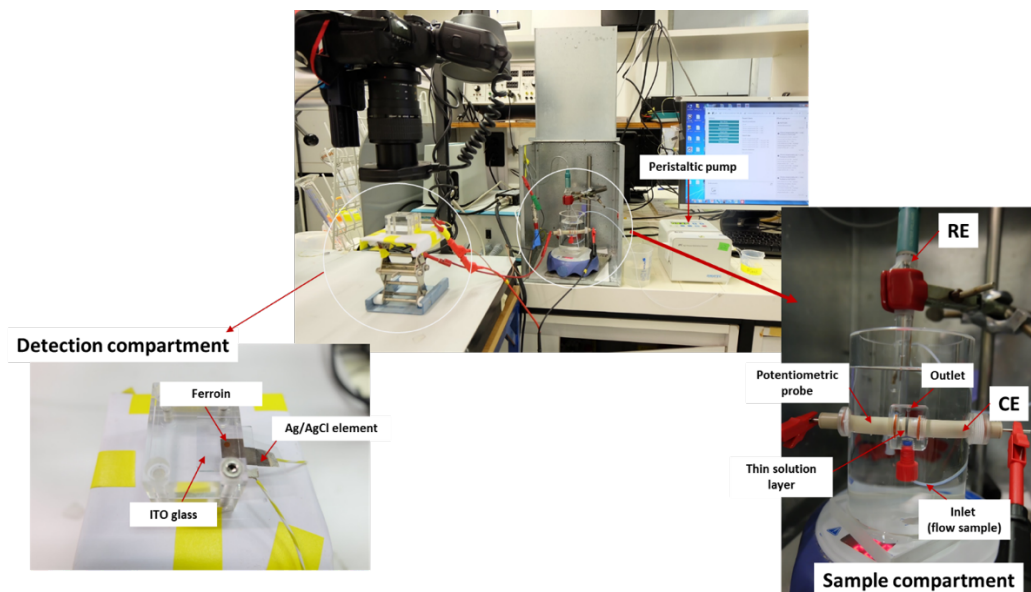 Peristaltic pump
RE
Detection compartment
Ferroin
Potentiometric
probe
Outlet
Ag/AgCl element
CE
Thin solution
layer
ITO glass
Inlet
(flow sample)
Sample compartment